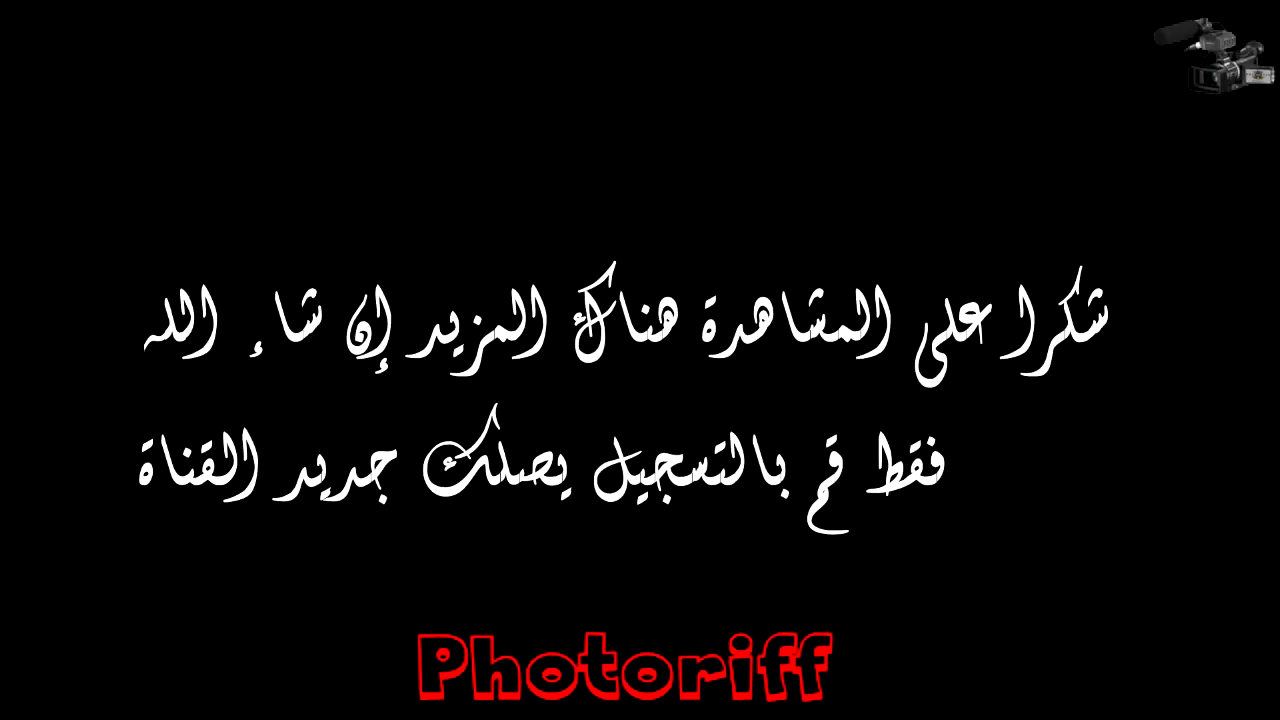 شكرا على المشاهدة هناك المزيد إن شاء الله
فقط قم بالتسجيل يصلك جديد القناة
Photoriff